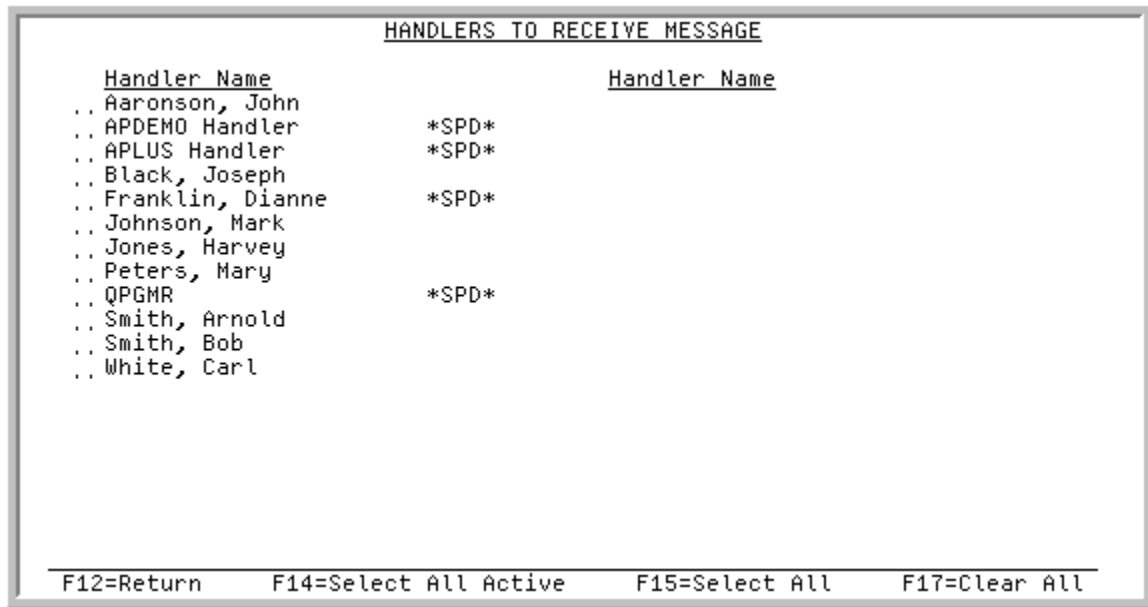 HANDLERS TO RECEIVE MESSAGE
Handler Name Handler Name
.. Aaronson, John
.. APDEMO Handler *SPD*
.. APLUS Handler *SPD*
.. Black, Joseph
.. Franklin, Dianne *SPD*
.. Johnson, Mark
.. Jones, Harvey
.. Peters, Mary
.. QPGMR *SPD*
.. Smith, Arnold
.. Smith, Bob
.. White, Carl
F12=Return F14=Select All Active F15=Select All F17=Clear All